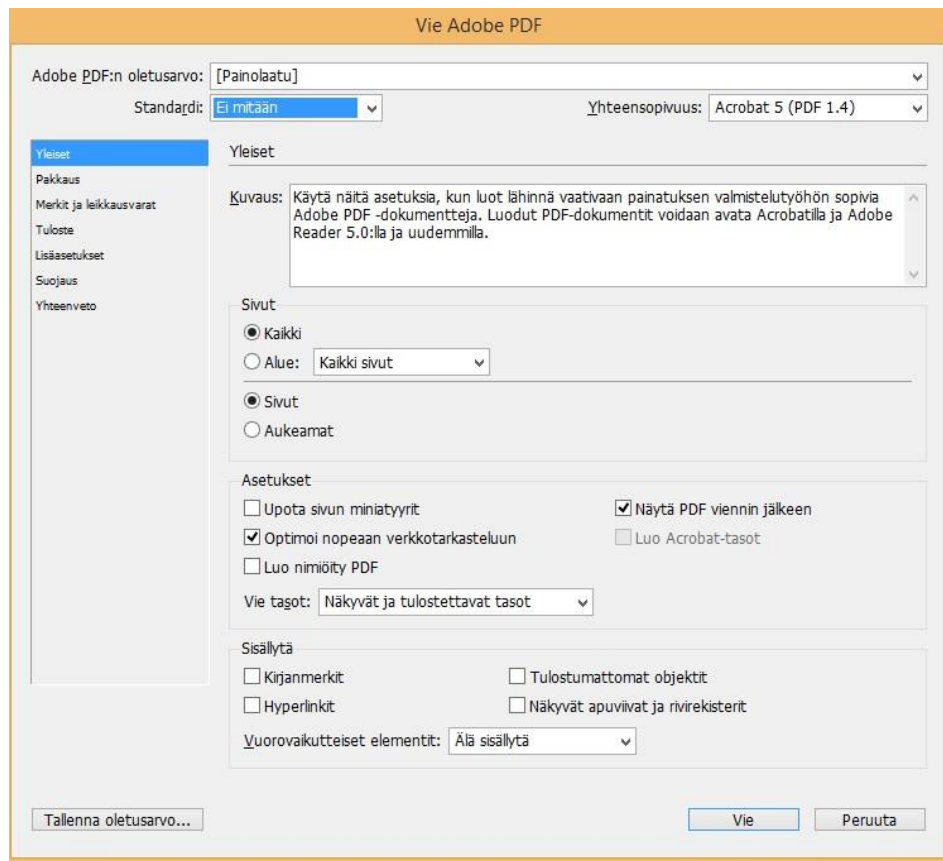 Vie Adobe PDF
Adobe PDF:n oletusarvo: [Painolaatu]
Standardi: Ei mitään Yhteensopivuus: Acrobat 5 (PDF 1.4)
Yleiset
Pakkaus
Merkit ja leikkausvarat
Tuloste
Lisäasetukset
Suojaus
Yhteenveto
Yleiset
Kuvaus: Käytä näitä asetuksia, kun luot lähinnä vaativaan painatuksen valmistelutyöhön sopivia
Adobe PDF -dokumentteja. Luodut PDF-dokumentit voidaan avata Acrobatilla ja Adobe
Reader 5.0:lla ja uudemmilla.
Sivut
Kaikki
Alue: Kaikki sivut
Sivut
Aukeamat
Asetukset
Upota sivun miniatyyrit Näytä PDF viennin jälkeen
Optimoi nopeaan verkkotarkasteluun Luo Acrobat-tasot
Luo nimiöity PDF
Vie tasot: Näkyvät ja tulostettavat tasot
Sisällytä
Kirjanmerkit Tulostumattomat objektit
Hyperlinkit Näkyvät apuviivat ja rivirekisterit
Vuorovaikutteiset elementit: Älä sisällytä
Tallenna oletusarvo... Vie Peruuta